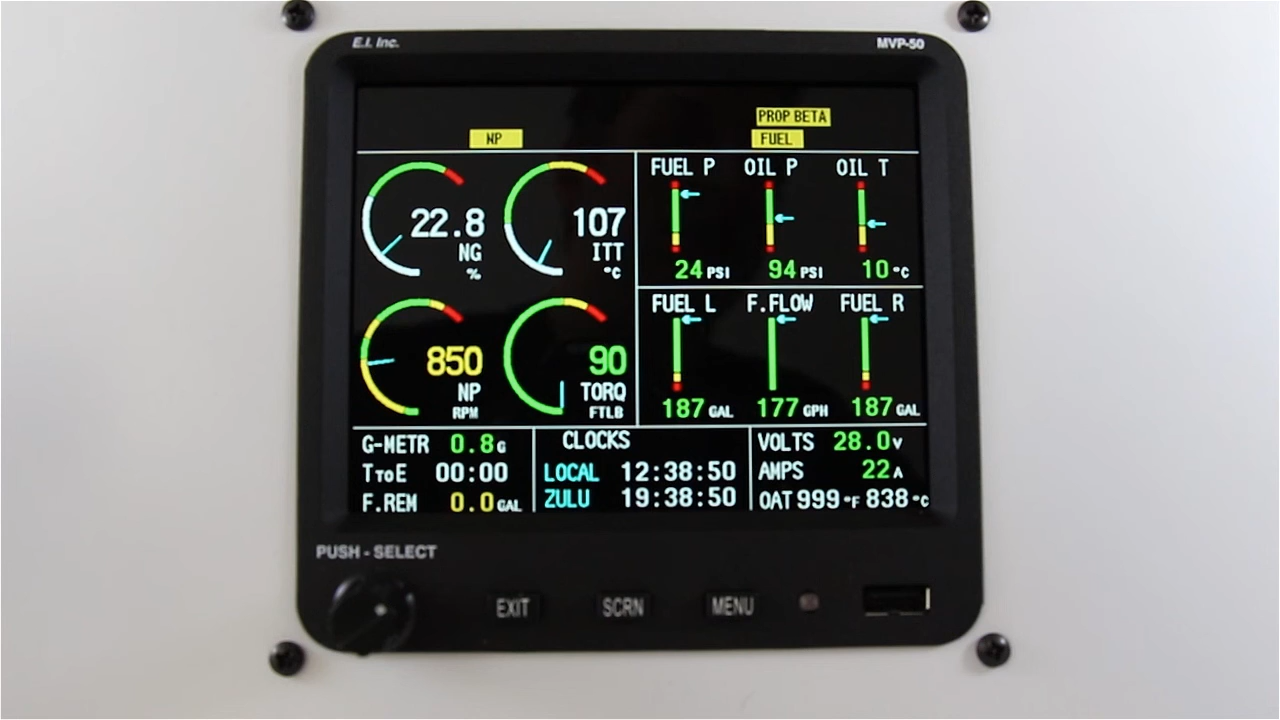 E.I. Inc. MVP-50
PROP BETA
NP FUEL
22.8
NG
%
107
ITT
°C
850
NP
RPM
90
TORQ
FTLB
FUEL P OIL P OIL T
24 PSI 94 PSI 10 °C
FUEL L F.FLOW FUEL R
187 GAL 177 GPH 187 GAL
G-METR 0.8 G
TTOE 00:00
F.REM 0.0 GAL
CLOCKS
LOCAL 12:38:50
ZULU 19:38:50
VOLTS 28.0 V
AMPS 22 A
OAT 999 °F 838 °C
PUSH - SELECT
EXIT SCRN MENU